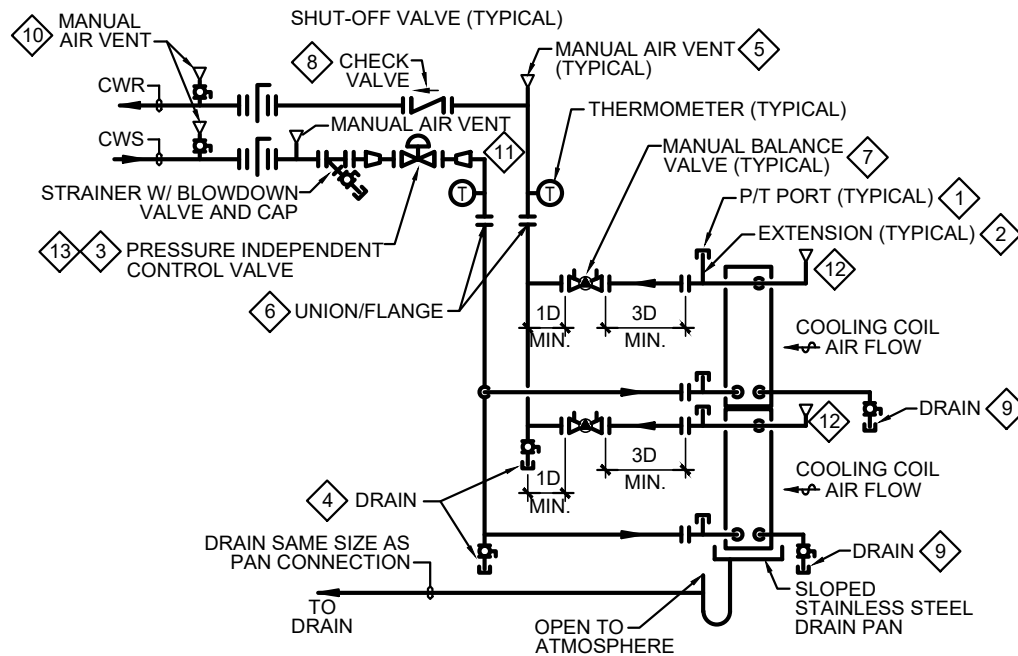 SHUT-OFF VALVE (TYPICAL)
10
MANUAL
AIR VENT
8
CHECK
VALVE
MANUAL AIR VENT
(TYPICAL)
5
CWR
THERMOMETER (TYPICAL)
CWS
MANUAL AIR VENT
11
MANUAL BALANCE
VALVE (TYPICAL)
7
STRAINER W/ BLOWDOWN
VALVE AND CAP
T
T
P/T PORT (TYPICAL)
1
13
3
PRESSURE INDEPENDENT
CONTROL VALVE
EXTENSION (TYPICAL)
2
12
6
UNION/FLANGE
1D
MIN.
3D
MIN.
COOLING COIL
AIR FLOW
DRAIN
9
12
1D
MIN.
3D
MIN.
COOLING COIL
AIR FLOW
4
DRAIN
DRAIN SAME SIZE AS
PAN CONNECTION
DRAIN
9
TO
DRAIN
OPEN TO
ATMOSPHERE
SLOPED
STAINLESS STEEL
DRAIN PAN